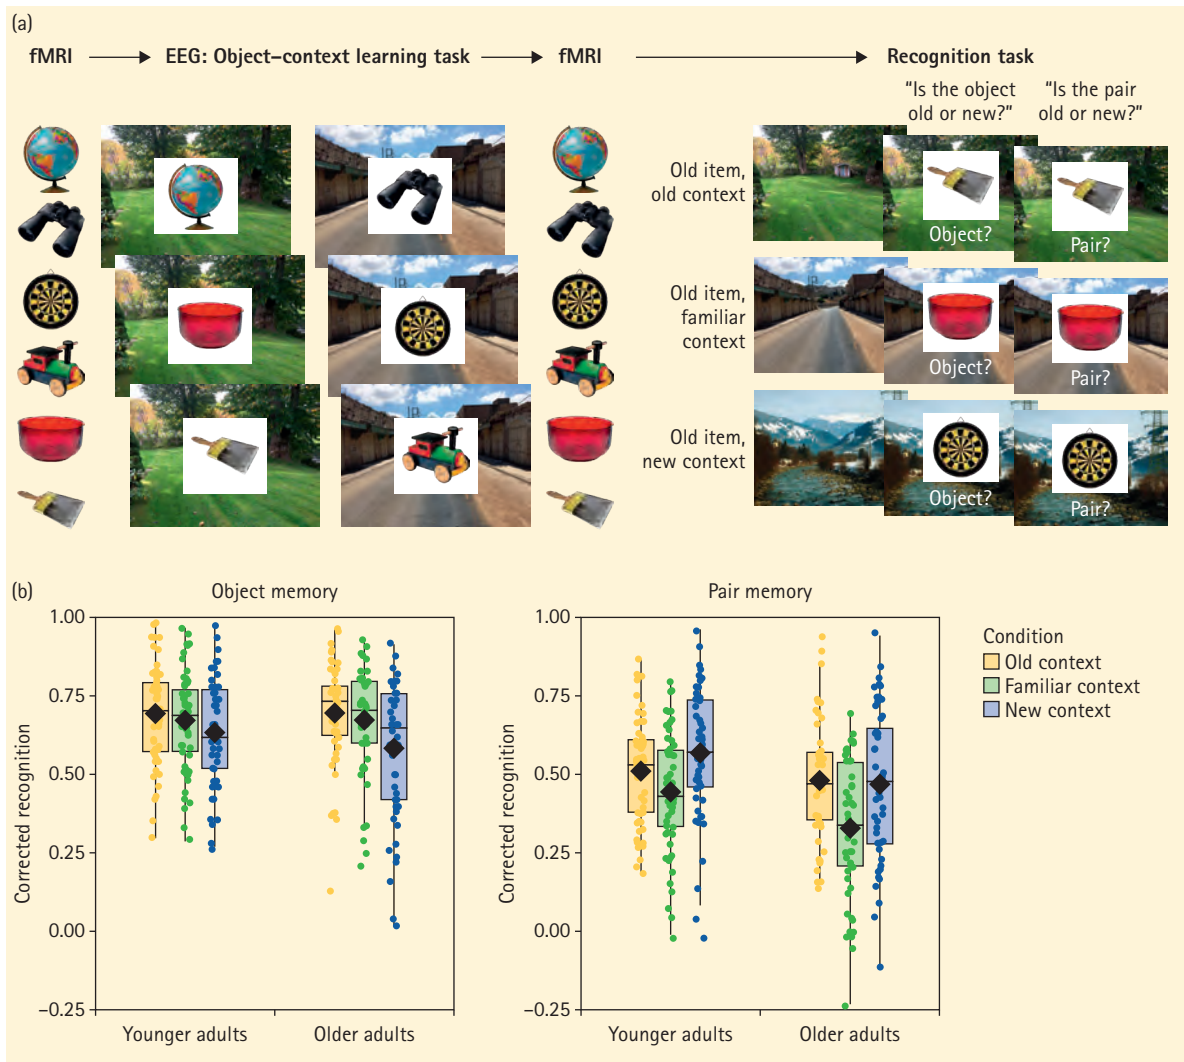 (a)
fMRI
EEG: Object–context learning task
fMRI
Recognition task
“Is the object
old or new?”
“Is the pair
old or new?”
Old item,
old context
Object?
Pair?
Old item,
familiar
context
Object?
Pair?
Old item,
new context
Object?
Pair?
(b)
Object memory
Corrected recognition
1.00
0.75
0.50
0.25
0.00
−0.25
Younger adults
Older adults
Pair memory
Corrected recognition
1.00
0.75
0.50
0.25
0.00
−0.25
Younger adults
Older adults
Condition
Old context
Familiar context
New context